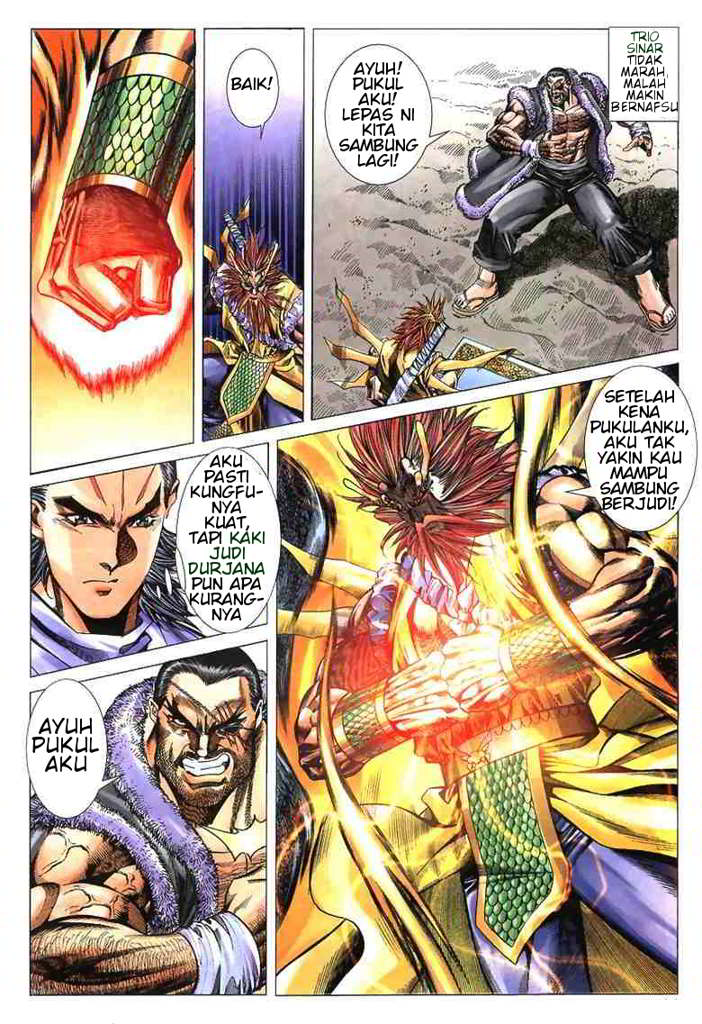 BAIK!
AYUH!
PUKUL
AKU!
LEPAS NI
KITA
SAMBUNG
LAGI!
TRIO
SINAR
TIDAK
MARAH,
MALAH
MAKIN
BERNAFSU
SETELAH
KENA
PUKULANKU,
AKU TAK
YAKIN KAU
MAMPU
SAMBUNG
BERJUDI!
AKU
PASTI
KUNGFU-
NYA
KUAT,
TAPI KAKI
JUDI
DURJANA
PUN APA
KURANG-
NYA
AYUH
PUKUL
AKU